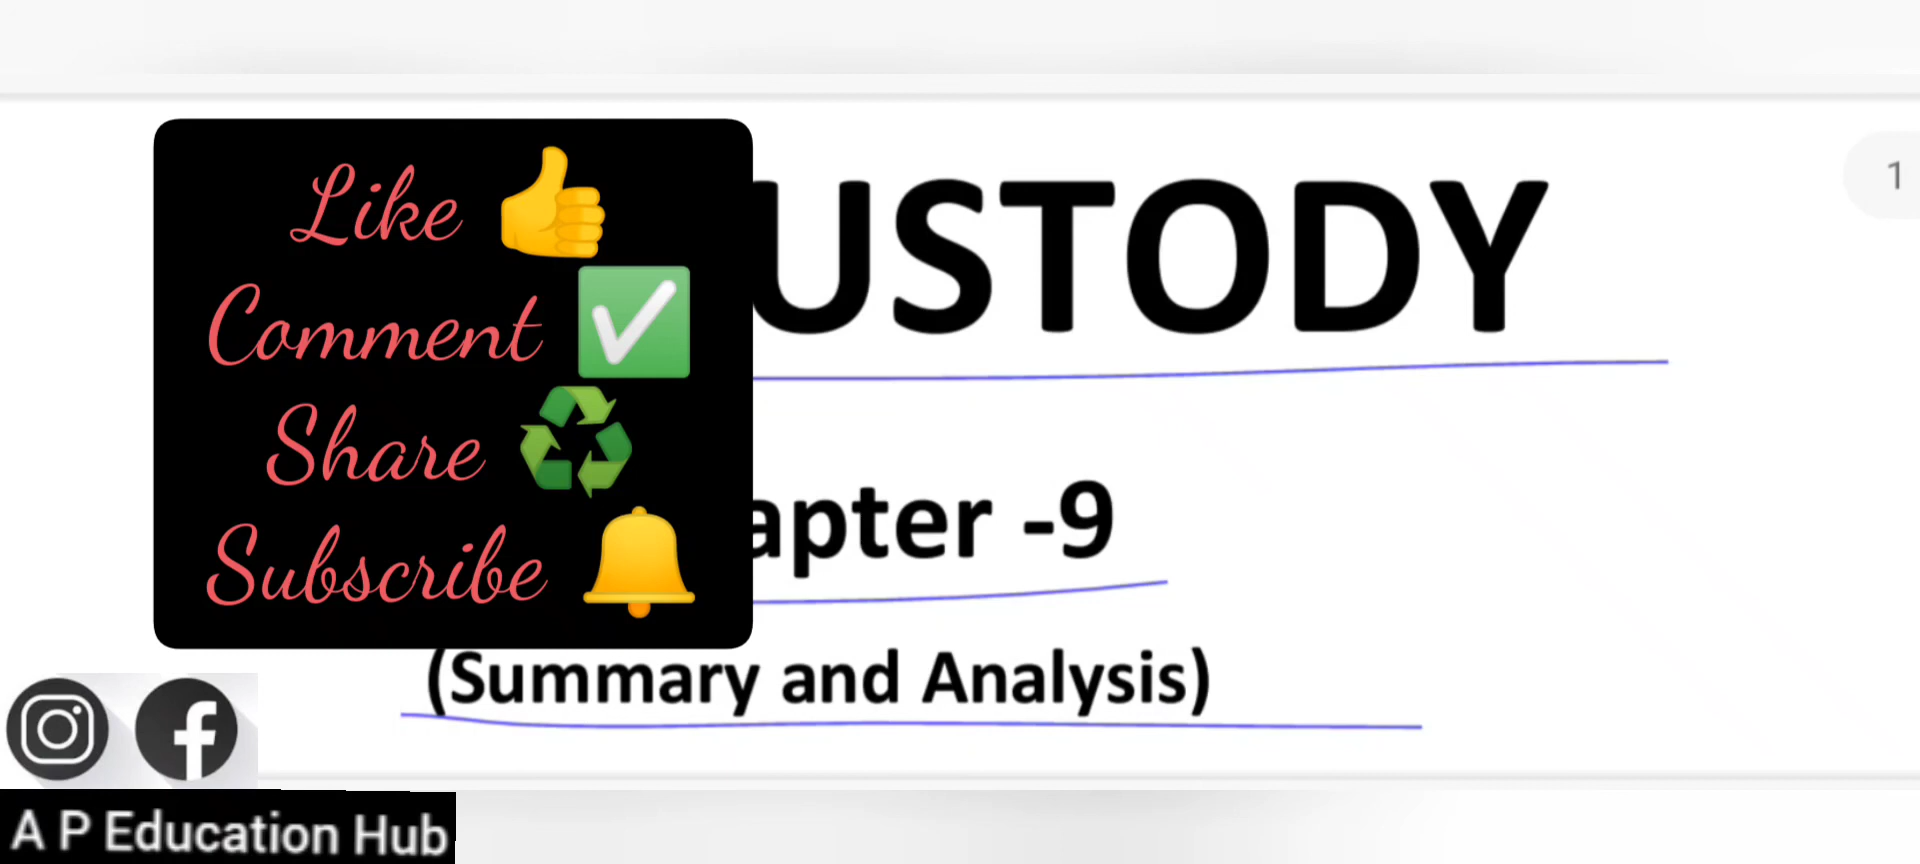 Like 👍
Comment ✅
Share ♻
Subscribe 🔔
USTODY
1
apter -9
(Summary and Analysis)
A P Education Hub